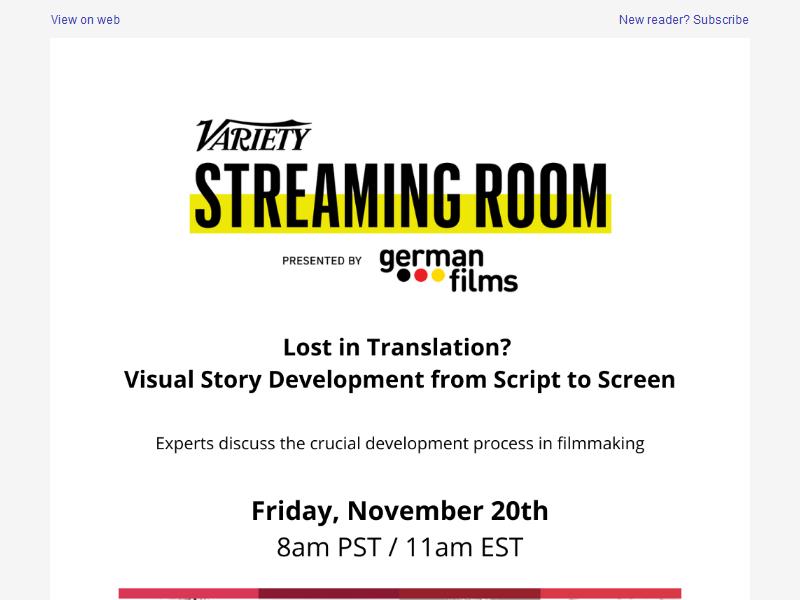 View on web
New reader? Subscribe
VARIETY
STREAMING ROOM
PRESENTED BY
german
films
Lost in Translation?
Visual Story Development from Script to Screen
Experts discuss the crucial development process in filmmaking
Friday, November 20th
8am PST / 11am EST